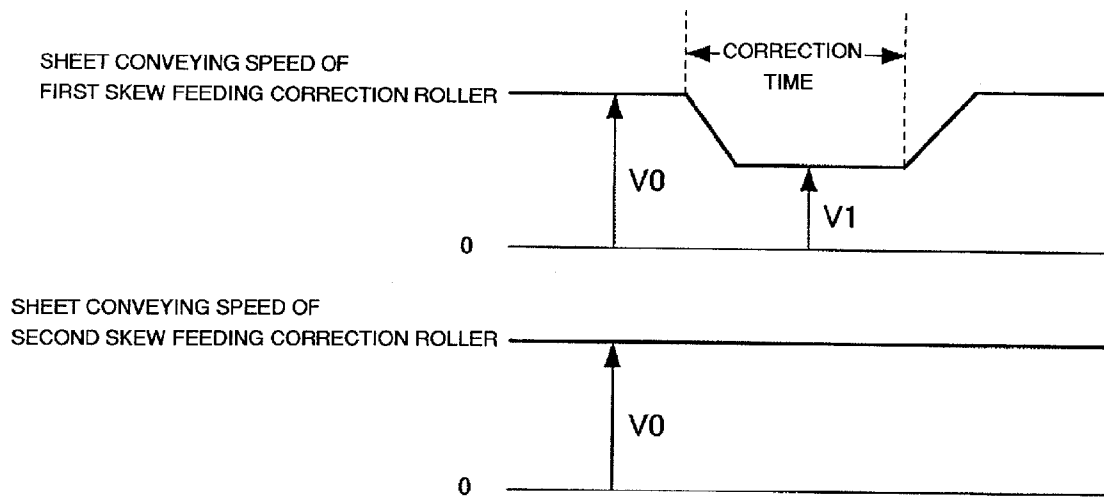 CORRECTION
TIME
SHEET CONVEYING SPEED OF
FIRST SKEW FEEDING CORRECTION ROLLER
V0
V1
0
SHEET CONVEYING SPEED OF
SECOND SKEW FEEDING CORRECTION ROLLER
V0
0